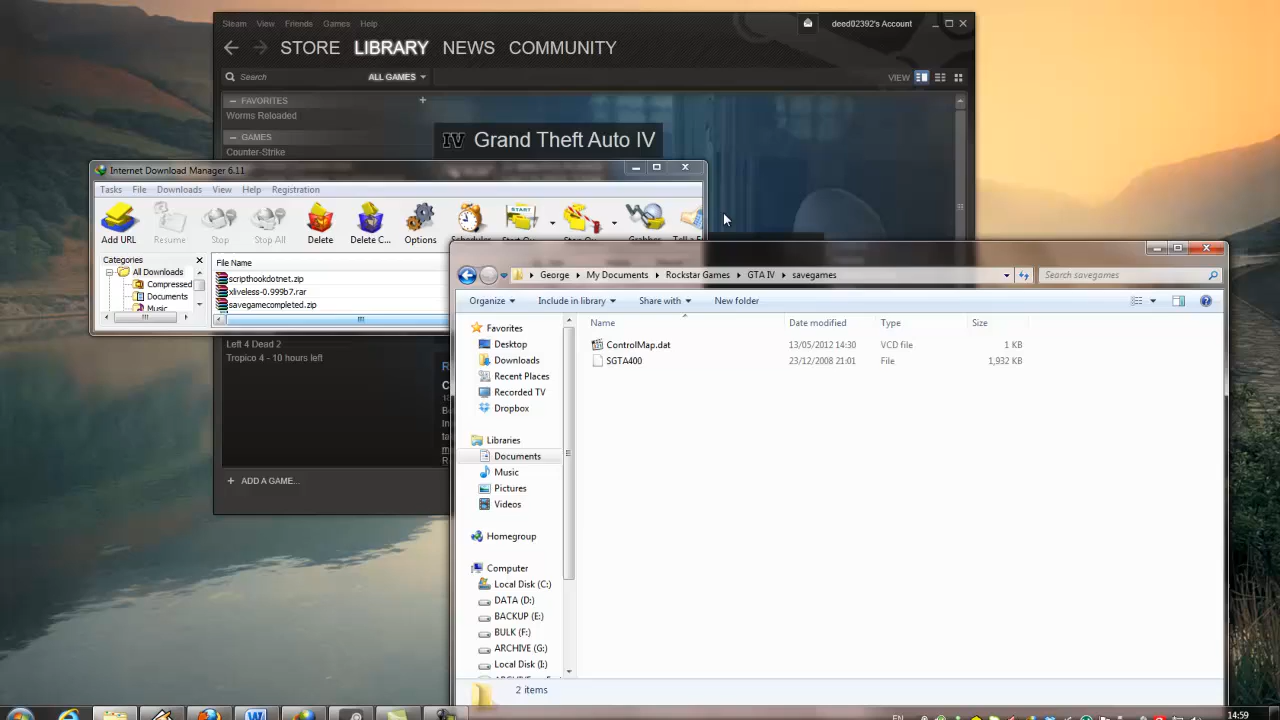 Steam View Friends Games Help
deed02392's Account
STORE LIBRARY NEWS COMMUNITY
Search
ALL GAMES
VIEW
FAVORITES
Worms Reloaded
GAMES
Counter-Strike
IV Grand Theft Auto IV
Internet Download Manager 6.11
Tasks File Downloads View Help Registration
START
Add URL Resume Stop Stop All Delete Delete C... Options
Grabber
Categories
All Downloads
Compressed
Documents
Music
File Name
scripthookdotnet.zip
xliveless-0.999b7.rar
savegamecompleted.zip
Left 4 Dead 2
Tropico 4 - 10 hours left
+ ADD A GAME...
George My Documents Rockstar Games GTA IV savegames
Search savegames
Organize Include in library Share with New folder
Name Date modified Type Size
ControlMap.dat 13/05/2012 14:30 VCD file 1 KB
SGTA400 23/12/2008 21:01 File 1,932 KB
Favorites
Desktop
Downloads
Recent Places
Recorded TV
Dropbox
Libraries
Documents
Music
Pictures
Videos
Homegroup
Computer
Local Disk (C:)
DATA (D:)
BACKUP (E:)
BULK (F:)
ARCHIVE (G:)
Local Disk (I:)
2 items
EN
14:59